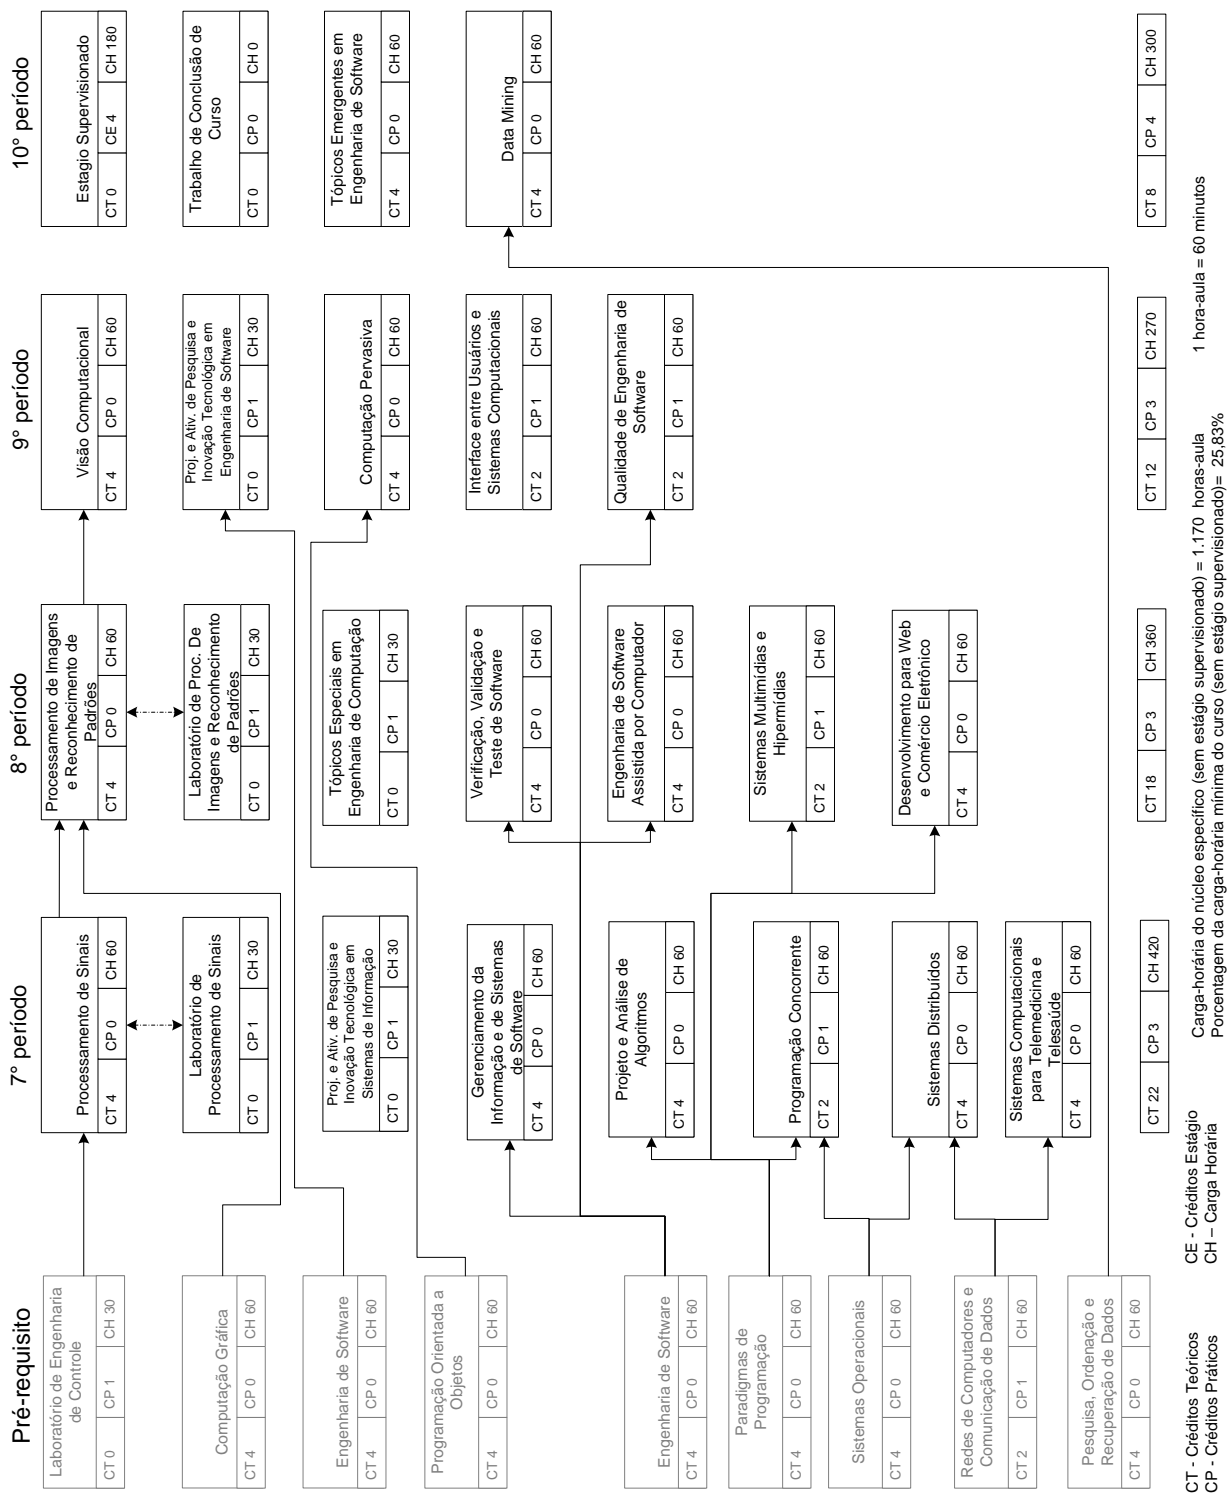 Pré-requisito
7° período
8° período
9° período
10° período
Laboratório de Engenharia
de Controle
CT 0
CP 1
CH 30
Computação Gráfica
CT 4
CP 0
CH 60
Engenharia de Software
CT 4
CP 0
CH 60
Programação Orientada a
Objetos
CT 4
CP 0
CH 60
Engenharia de Software
CT 4
CP 0
CH 60
Paradigmas de
Programação
CT 4
CP 0
CH 60
Sistemas Operacionais
CT 4
CP 0
CH 60
Redes de Computadores e
Comunicação de Dados
CT 2
CP 1
CH 60
Pesquisa, Ordenação e
Recuperação de Dados
CT 4
CP 0
CH 60
Processamento de Sinais
CT 4
CP 0
CH 60
Laboratório de
Processamento de Sinais
CT 0
CP 1
CH 30
Proj. e Ativ. de Pesquisa e
Inovação Tecnológica em
Sistemas de Informação
CT 0
CP 1
CH 30
Gerenciamento da
Informação e de Sistemas
de Software
CT 4
CP 0
CH 60
Projeto e Análise de
Algoritmos
CT 4
CP 0
CH 60
Programação Concorrente
CT 2
CP 1
CH 60
Sistemas Distribuídos
CT 4
CP 0
CH 60
Sistemas Computacionais
para Telemedicina e
Telesaúde
CT 4
CP 0
CH 60
CT 22
CP 3
CH 420
Processamento de Imagens
e Reconhecimento de
Padrões
CT 4
CP 0
CH 60
Laboratório de Proc. De
Imagens e Reconhecimento
de Padrões
CT 0
CP 1
CH 30
Tópicos Especiais em
Engenharia de Computação
CT 0
CP 1
CH 30
Verificação, Validação e
Teste de Software
CT 4
CP 0
CH 60
Engenharia de Software
Assistida por Computador
CT 4
CP 0
CH 60
Sistemas Multimídias e
Hipermídias
CT 2
CP 1
CH 60
Desenvolvimento para Web
e Comércio Eletrônico
CT 4
CP 0
CH 60
CT 18
CP 3
CH 360
Visão Computacional
CT 4
CP 0
CH 60
Proj. e Ativ. de Pesquisa e
Inovação Tecnológica em
Engenharia de Software
CT 0
CP 1
CH 30
Computação Pervasiva
CT 4
CP 0
CH 60
Interface entre Usuários e
Sistemas Computacionais
CT 2
CP 1
CH 60
Qualidade de Engenharia de
Software
CT 2
CP 1
CH 60
CT 12
CP 3
CH 270
Estagio Supervisionado
CT 0
CE 4
CH 180
Trabalho de Conclusão de
Curso
CT 0
CP 0
CH 0
Tópicos Emergentes em
Engenharia de Software
CT 4
CP 0
CH 60
Data Mining
CT 4
CP 0
CH 60
CT 8
CP 4
CH 300
CT - Créditos Teóricos
CP - Créditos Práticos
CE - Créditos Estágio
CH – Carga Horária
Carga-horária do núcleo específico (sem estágio supervisionado) = 1.170 horas-aula
Porcentagem da carga-horária mínima do curso (sem estágio supervisionado)= 25,83%
1 hora-aula = 60 minutos